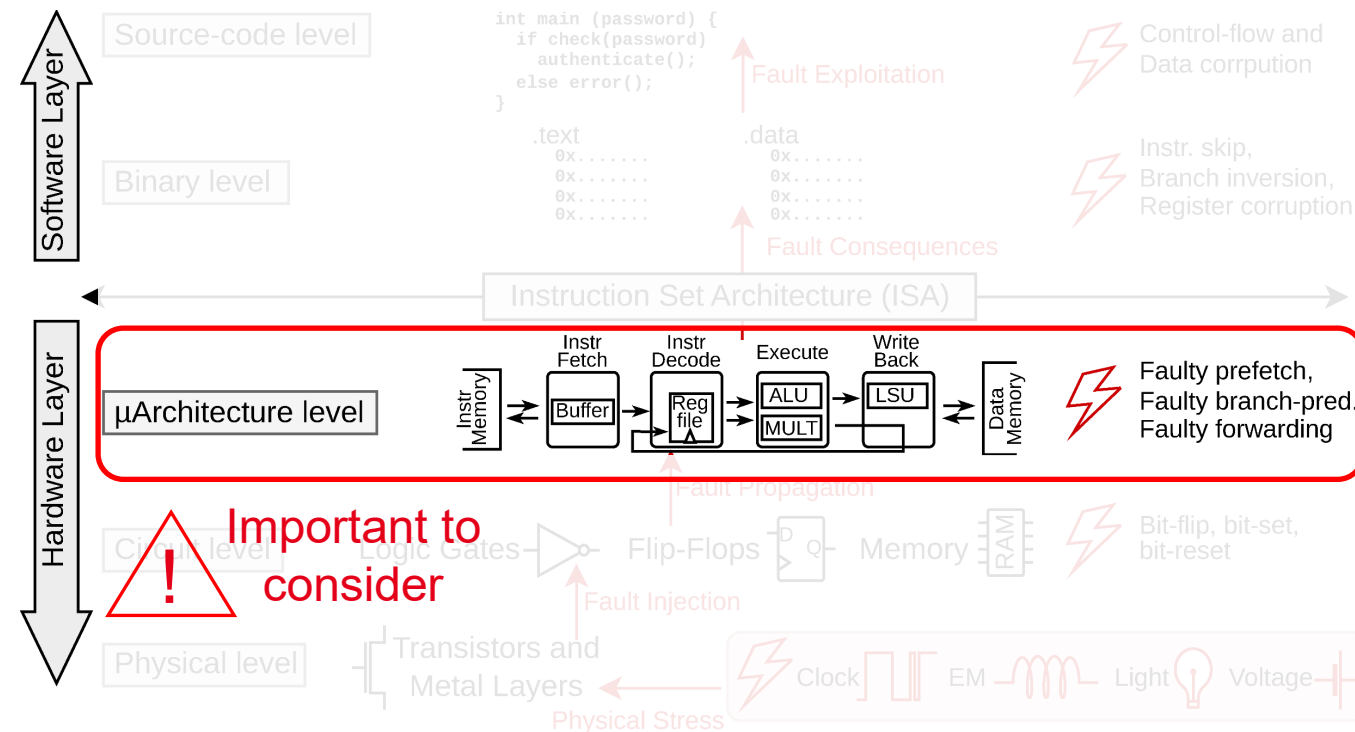 Software Layer
Hardware Layer
Source-code level
int main (password) {
if check(password)
authenticate();
else error();
}
Fault Exploitation
Control-flow and
Data corrpution
Binary level
.text
0x.......
0x.......
0x.......
0x.......
.data
0x.......
0x.......
0x.......
0x.......
Instr. skip,
Branch inversion,
Register corruption
Fault Consequences
Instruction Set Architecture (ISA)
µArchitecture level
Instr
Memory
Instr
Fetch
Buffer
Instr
Decode
Reg
file
Execute
ALU
MULT
Write
Back
LSU
Data
Memory
Faulty prefetch,
Faulty branch-pred.
Faulty forwarding
Fault Propagation
!
Important to
consider
Circuit level
Logic Gates
Flip-Flops
D
Q
Memory
RAM
Bit-flip, bit-set,
bit-reset
Fault Injection
Physical level
Transistors and
Metal Layers
Physical Stress
Clock
EM
Light
Voltage